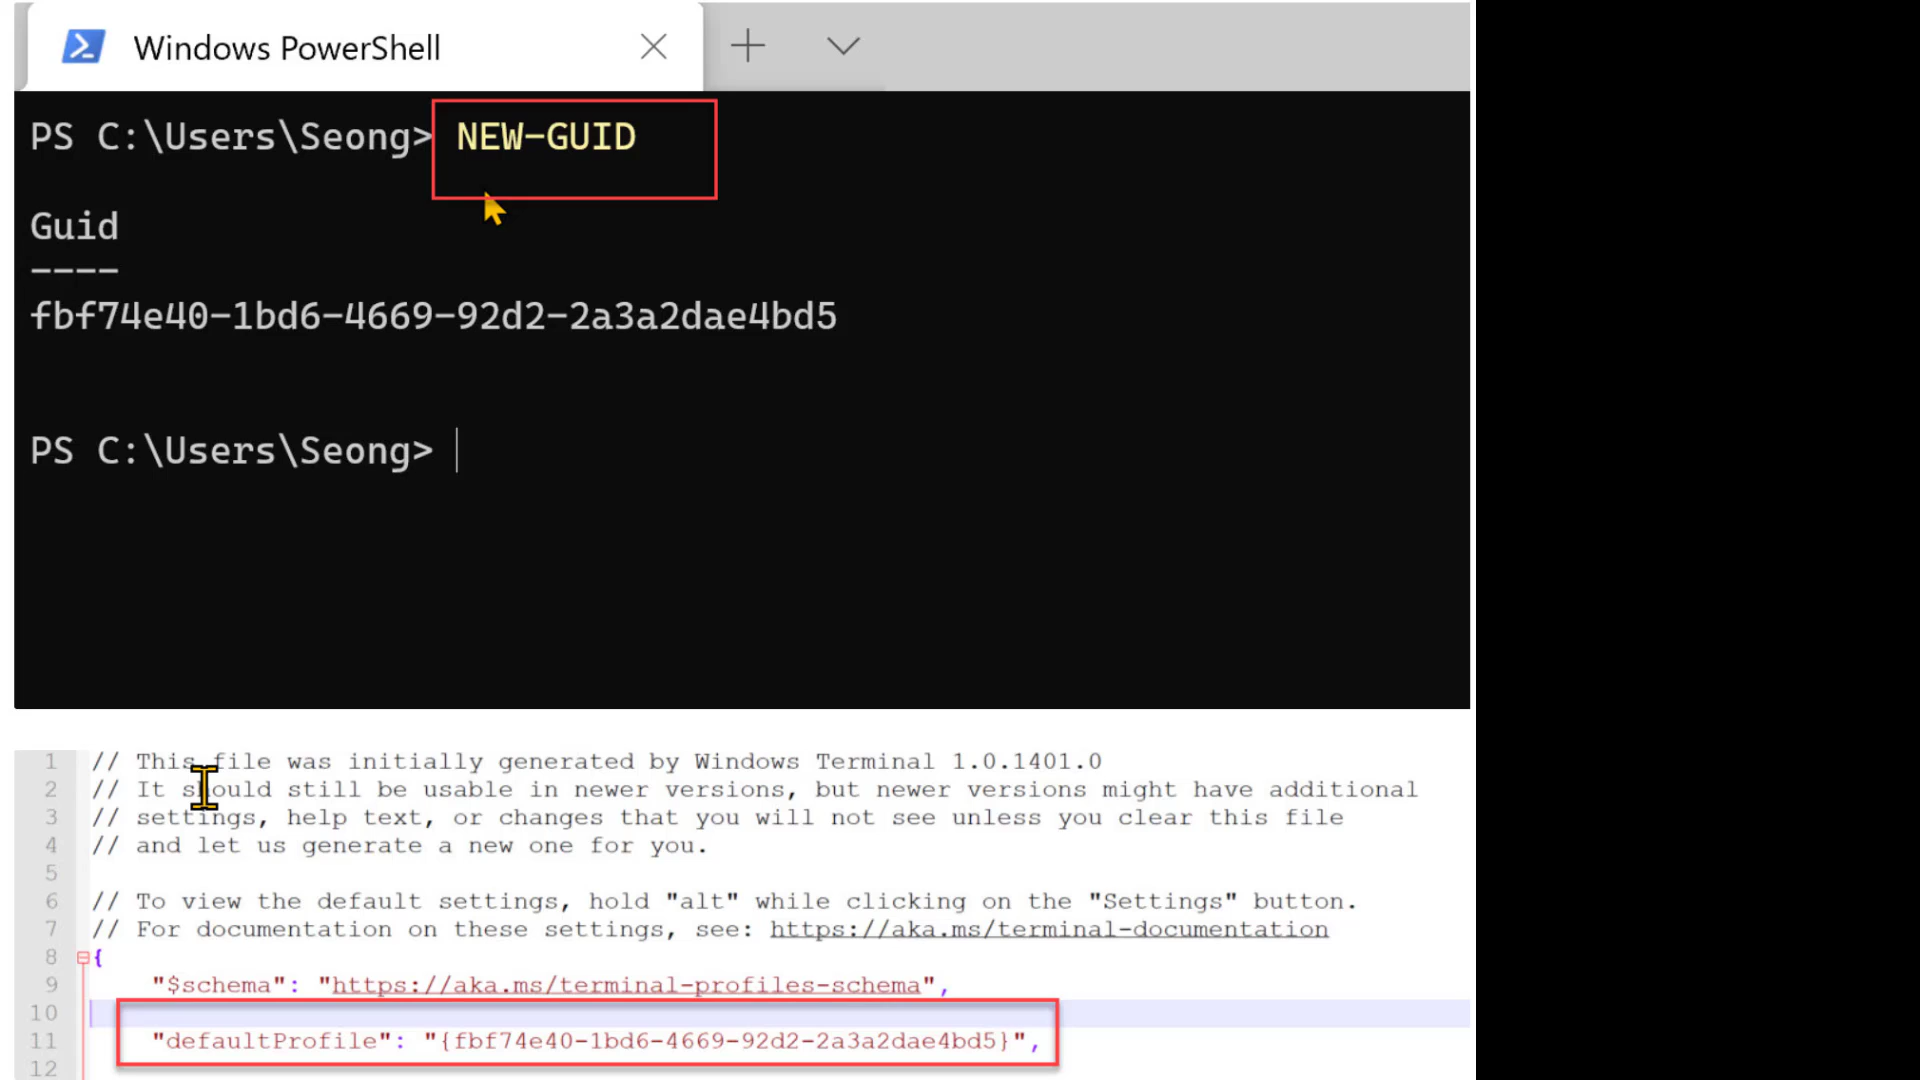 Windows PowerShell
PS C:\Users\Seong> NEW-GUID
Guid
----
fbf74e40-1bd6-4669-92d2-2a3a2dae4bd5
PS C:\Users\Seong>
1 // This file was initially generated by Windows Terminal 1.0.1401.0
2 // It should still be usable in newer versions, but newer versions might have additional
3 // settings, help text, or changes that you will not see unless you clear this file
4 // and let us generate a new one for you.
5
6 // To view the default settings, hold "alt" while clicking on the "Settings" button.
7 // For documentation on these settings, see: https://aka.ms/terminal-documentation
8 {
9 "$schema": "https://aka.ms/terminal-profiles-schema",
10
11 "defaultProfile": "{fbf74e40-1bd6-4669-92d2-2a3a2dae4bd5}",
12